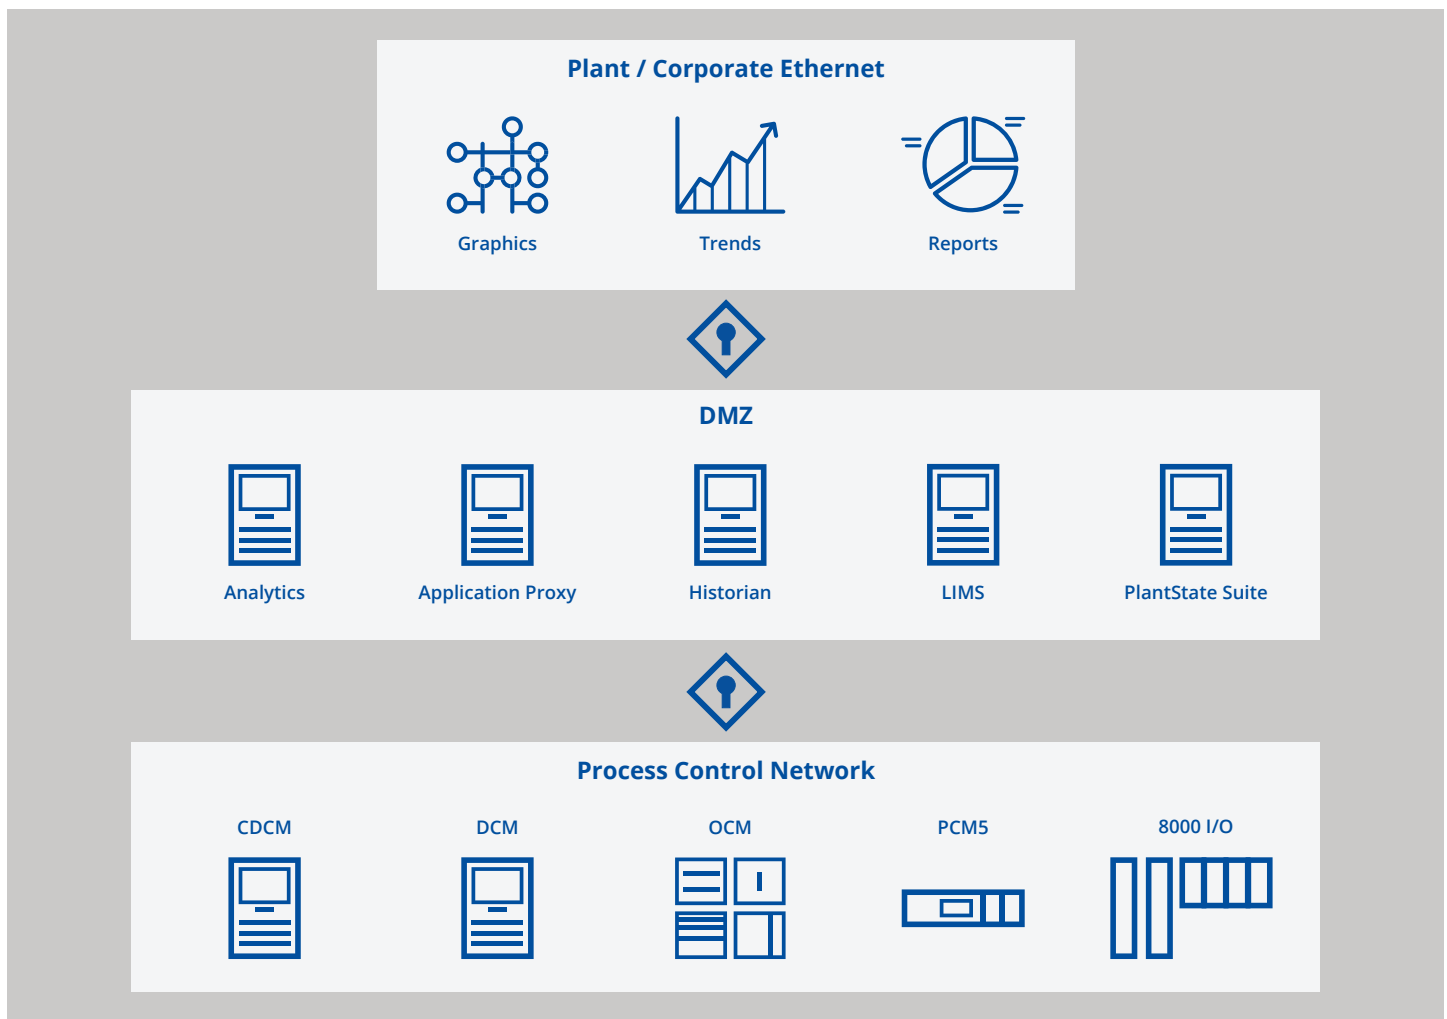 Plant / Corporate Ethernet
Graphics
Trends
Reports
DMZ
Analytics
Application Proxy
Historian
LIMS
PlantState Suite
Process Control Network
CDCM
DCM
OCM
PCM5
8000 I/O